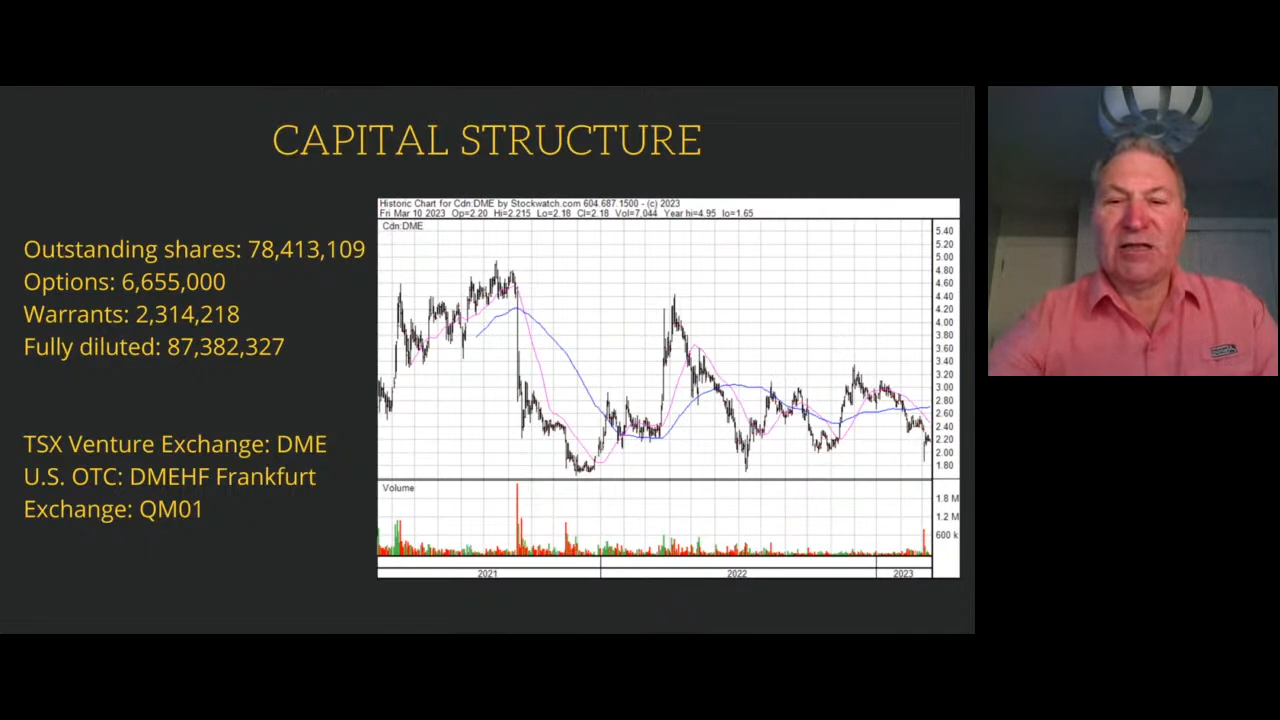 CAPITAL STRUCTURE
Historic Chart for Cdn:DME by Stockwatch.com 604.687.1500 - (c) 2023
Fri Mar 10 2023 Op=2.20 Hi=2.215 Lo=2.18 Cl=2.18 Vol=7,044 Year hi=4.95 lo=1.65
Cdn:DME
5.40
5.20
5.00
4.80
4.60
4.40
4.20
4.00
3.80
3.60
3.40
3.20
3.00
2.80
2.60
2.40
2.20
2.00
1.80
Volume
1.8 M
1.2 M
600 k
2021
2022
2023
Outstanding shares: 78,413,109
Options: 6,655,000
Warrants: 2,314,218
Fully diluted: 87,382,327
TSX Venture Exchange: DME
U.S. OTC: DMEHF Frankfurt
Exchange: QM01